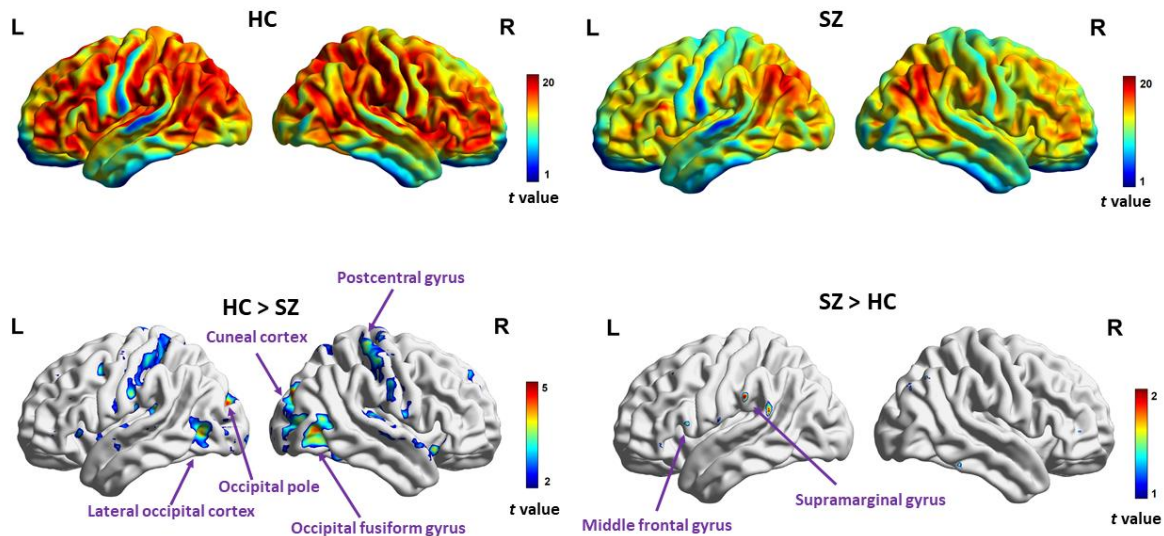 HC
SZ
L
R
L
R
20
1
t value
20
1
t value
Postcentral gyrus
HC > SZ
SZ > HC
L
Cuneal cortex
R
L
R
5
2
t value
2
1
t value
Occipital pole
Lateral occipital cortex
Occipital fusiform gyrus
Supramarginal gyrus
Middle frontal gyrus